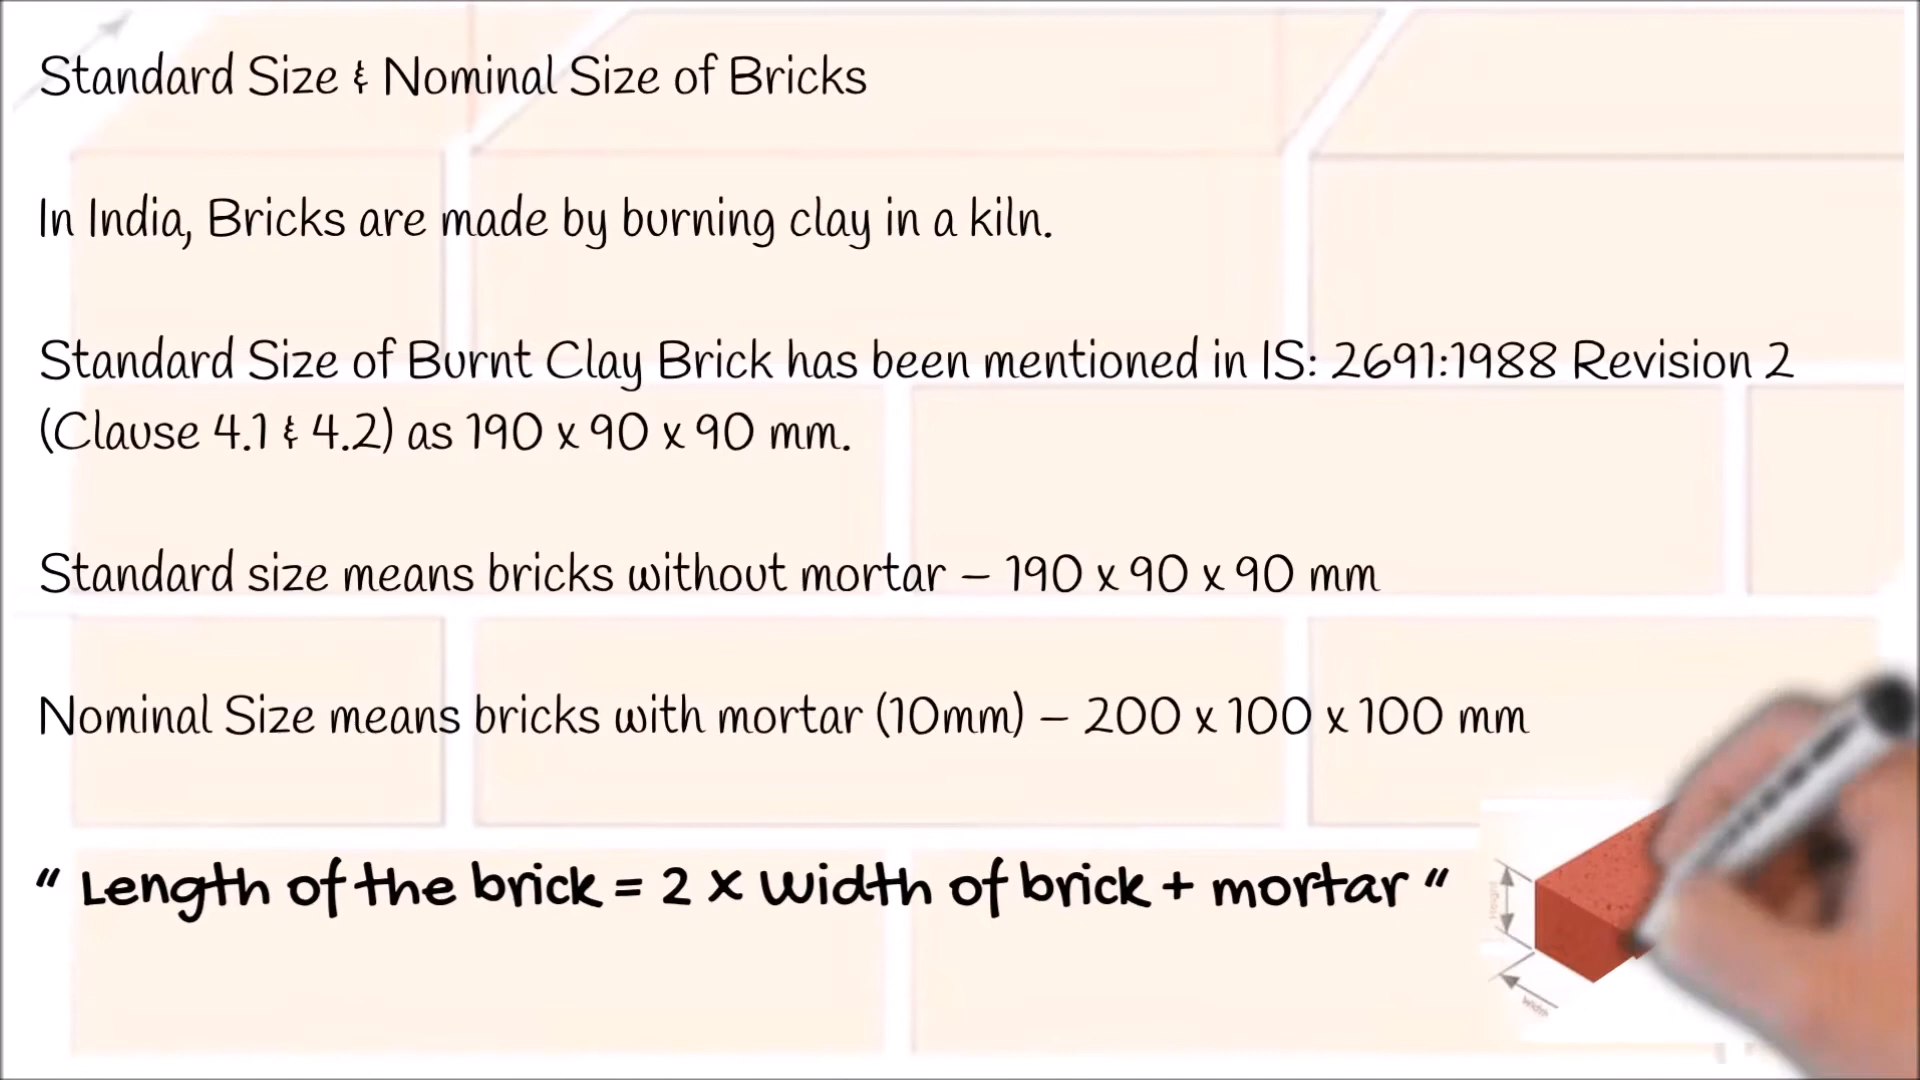 Standard Size & Nominal Size of Bricks
In India, Bricks are made by burning clay in a kiln.
Standard Size of Burnt Clay Brick has been mentioned in IS: 2691:1988 Revision 2
(Clause 4.1 & 4.2) as 190 x 90 x 90 mm.
Standard size means bricks without mortar – 190 x 90 x 90 mm
Nominal Size means bricks with mortar (10mm) – 200 x 100 x 100 mm
“ Length of the brick = 2 x Width of brick + mortar “
Height
Width